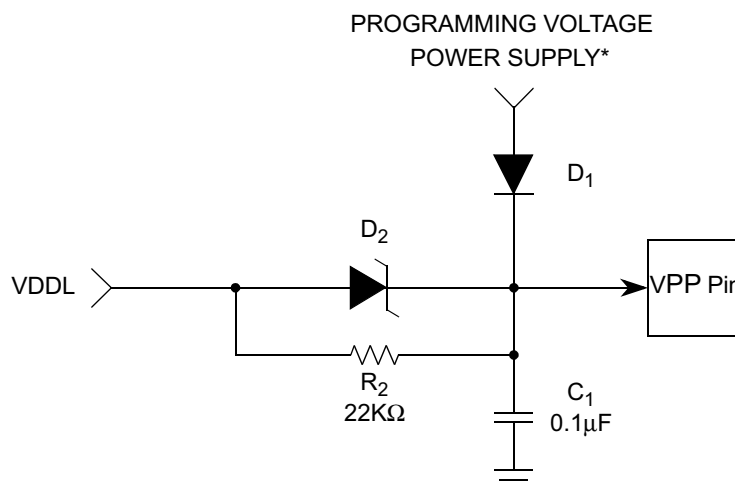 PROGRAMMING VOLTAGE
POWER SUPPLY*
D1
D2
VDDL
VPP Pin
R2
22KΩ
C1
0.1μF